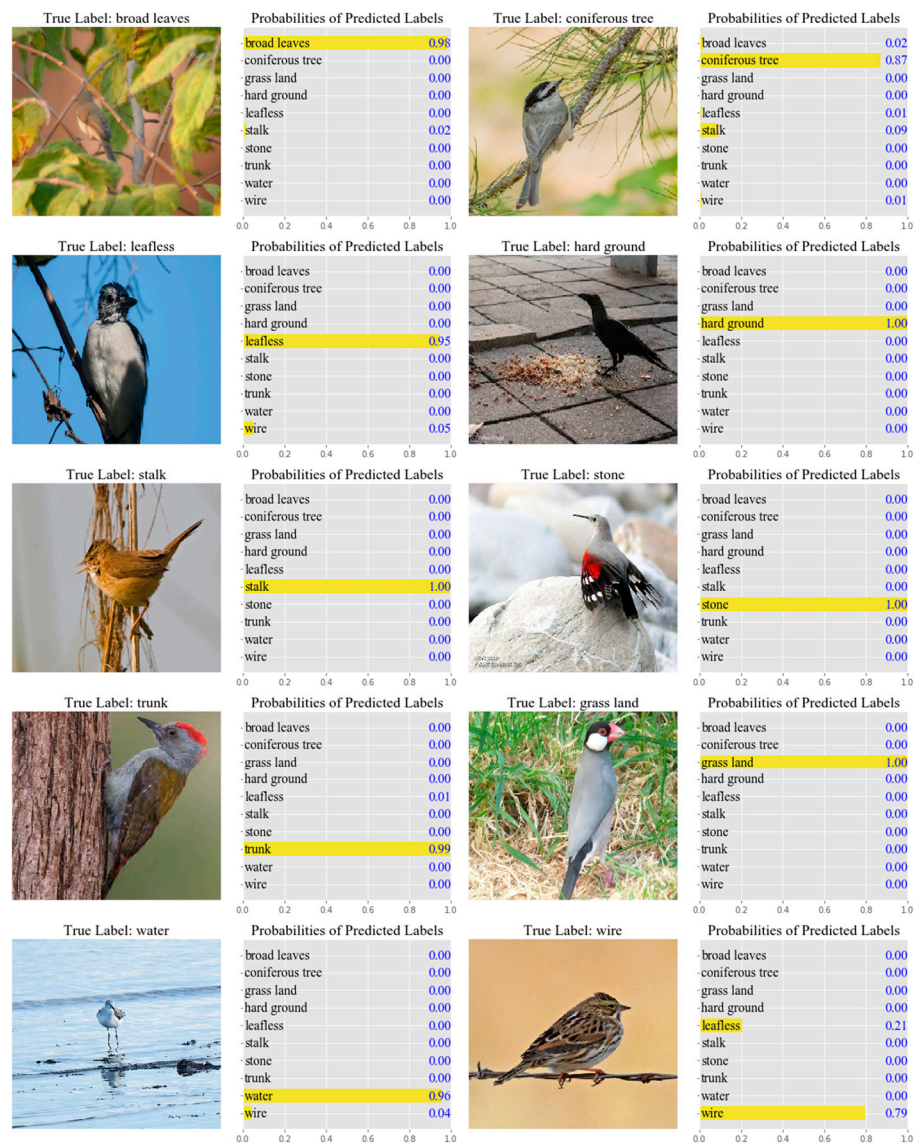 True Label: broad leaves
Probabilities of Predicted Labels
broad leaves 0.98
coniferous tree 0.00
grass land 0.00
hard ground 0.00
leafless 0.00
stalk 0.02
stone 0.00
trunk 0.00
water 0.00
wire 0.00
0.0 0.2 0.4 0.6 0.8 1.0
True Label: coniferous tree
Probabilities of Predicted Labels
broad leaves 0.02
coniferous tree 0.87
grass land 0.00
hard ground 0.00
leafless 0.01
stalk 0.09
stone 0.00
trunk 0.00
water 0.00
wire 0.01
0.0 0.2 0.4 0.6 0.8 1.0
True Label: leafless
Probabilities of Predicted Labels
broad leaves 0.00
coniferous tree 0.00
grass land 0.00
hard ground 0.00
leafless 0.95
stalk 0.00
stone 0.00
trunk 0.00
water 0.00
wire 0.05
0.0 0.2 0.4 0.6 0.8 1.0
True Label: hard ground
Probabilities of Predicted Labels
broad leaves 0.00
coniferous tree 0.00
grass land 0.00
hard ground 1.00
leafless 0.00
stalk 0.00
stone 0.00
trunk 0.00
water 0.00
wire 0.00
0.0 0.2 0.4 0.6 0.8 1.0
True Label: stalk
Probabilities of Predicted Labels
broad leaves 0.00
coniferous tree 0.00
grass land 0.00
hard ground 0.00
leafless 0.00
stalk 1.00
stone 0.00
trunk 0.00
water 0.00
wire 0.00
0.0 0.2 0.4 0.6 0.8 1.0
True Label: stone
Probabilities of Predicted Labels
broad leaves 0.00
coniferous tree 0.00
grass land 0.00
hard ground 0.00
leafless 0.00
stalk 0.00
stone 1.00
trunk 0.00
water 0.00
wire 0.00
0.0 0.2 0.4 0.6 0.8 1.0
True Label: trunk
Probabilities of Predicted Labels
broad leaves 0.00
coniferous tree 0.00
grass land 0.00
hard ground 0.00
leafless 0.01
stalk 0.00
stone 0.00
trunk 0.99
water 0.00
wire 0.00
0.0 0.2 0.4 0.6 0.8 1.0
True Label: grass land
Probabilities of Predicted Labels
broad leaves 0.00
coniferous tree 0.00
grass land 1.00
hard ground 0.00
leafless 0.00
stalk 0.00
stone 0.00
trunk 0.00
water 0.00
wire 0.00
0.0 0.2 0.4 0.6 0.8 1.0
True Label: water
Probabilities of Predicted Labels
broad leaves 0.00
coniferous tree 0.00
grass land 0.00
hard ground 0.00
leafless 0.00
stalk 0.00
stone 0.00
trunk 0.00
water 0.96
wire 0.04
0.0 0.2 0.4 0.6 0.8 1.0
True Label: wire
Probabilities of Predicted Labels
broad leaves 0.00
coniferous tree 0.00
grass land 0.00
hard ground 0.00
leafless 0.21
stalk 0.00
stone 0.00
trunk 0.00
water 0.00
wire 0.79
0.0 0.2 0.4 0.6 0.8 1.0